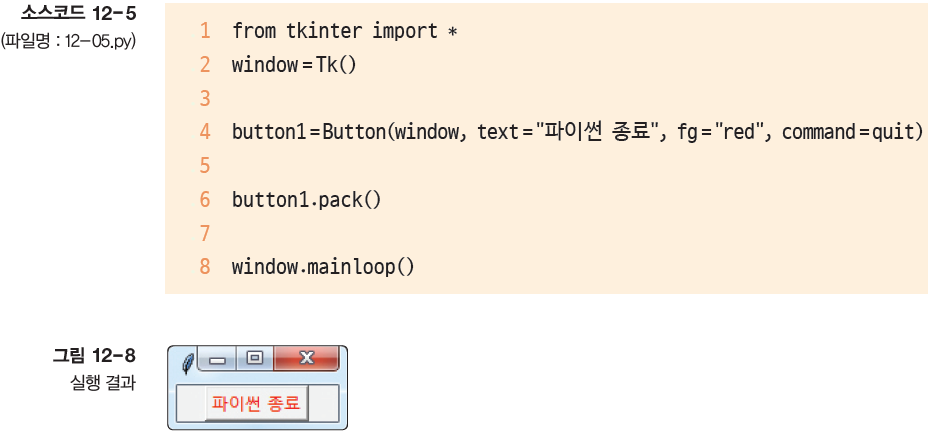 소스코드 12-5
(파일명 : 12-05.py)
1 from tkinter import *
2 window=Tk()
3
4 button1=Button(window, text="파이썬 종료", fg="red", command=quit)
5
6 button1.pack()
7
8 window.mainloop()
그림 12-8
실행 결과
파이썬 종료